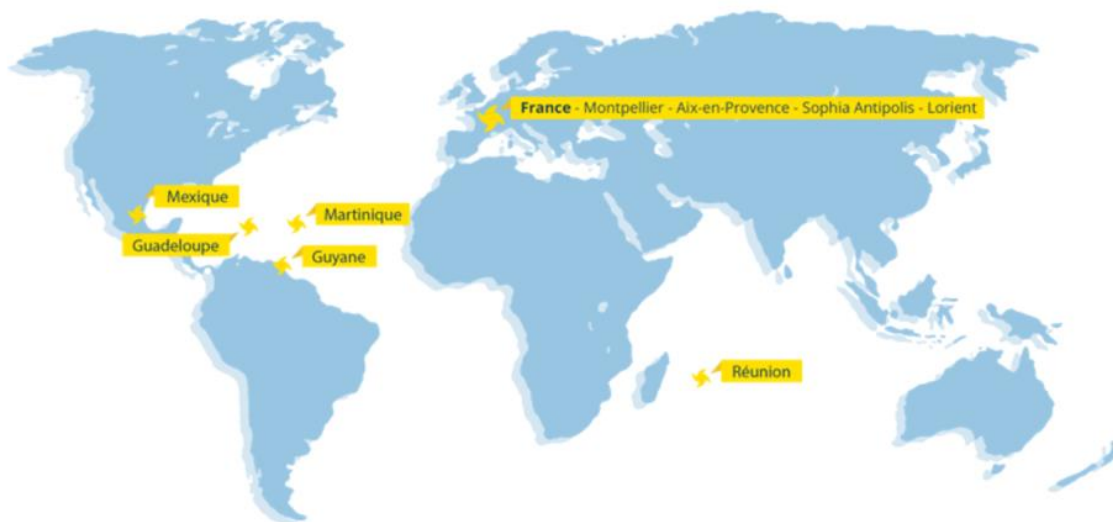 France - Montpellier - Aix-en-Provence - Sophia Antipolis - Lorient
Mexique
Martinique
Guadeloupe
Guyane
Réunion